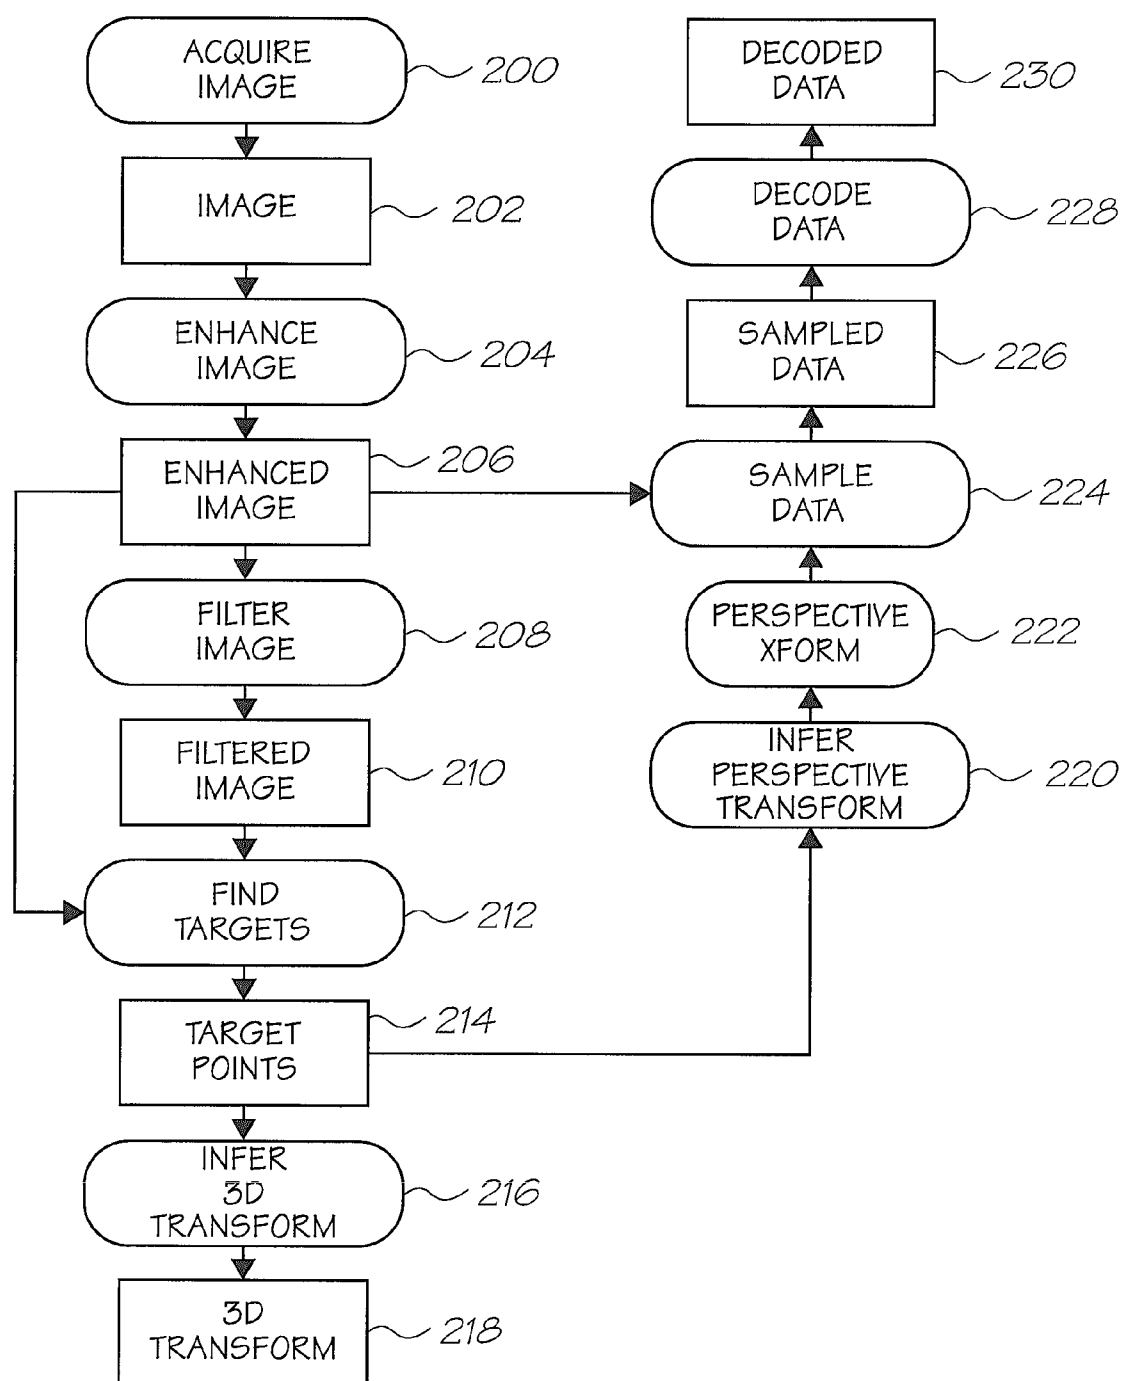 ACQUIRE
IMAGE
200
IMAGE
202
ENHANCE
IMAGE
204
ENHANCED
IMAGE
206
FILTER
IMAGE
208
FILTERED
IMAGE
210
FIND
TARGETS
212
TARGET
POINTS
214
INFER
3D
TRANSFORM
216
3D
TRANSFORM
218
DECODED
DATA
230
DECODE
DATA
228
SAMPLED
DATA
226
SAMPLE
DATA
224
PERSPECTIVE
XFORM
222
INFER
PERSPECTIVE
TRANSFORM
220